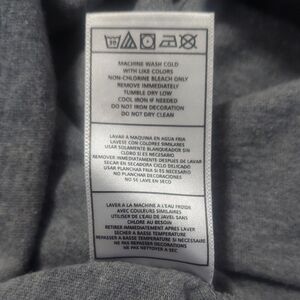 MACHINE WASH COLD
WITH LIKE COLORS
NON-CHLORINE BLEACH ONLY
REMOVE IMMEDIATELY
TUMBLE DRY LOW
COOL IRON IF NEEDED
DO NOT IRON DECORATION
DO NOT DRY CLEAN
LAVAR A MAQUINA EN AGUA FRIA
LAVESE CON COLORES SIMILARES
USAR SOLAMENTE BLANQUEADOR SIN
CLORO SI ES NECESARIO
REMOVER INMEDIATAMENTE DESPUES DE LAVAR
SECAR EN SECADORA CICLO DELICADO
USAR PLANCHA FRIA SI ES NECESARIO
NO PLANCHAR DECORACIONES
NO SE LAVE EN SECO
LAVER A LA MACHINE A L'EAU FROIDE
AVEC COULEURS SIMILAIRES
UTILISER DE L'EAU DE JAVEL SANS
CHLORE AU BESOIN
RETIRER IMMEDIATEMENT APRES LAVER
SECHER A BASSE TEMPERATURE
A BASSE TEMPERATURE
NE PAS REPASSER DECORATIONS
NE PAS NETTOYER A SEC